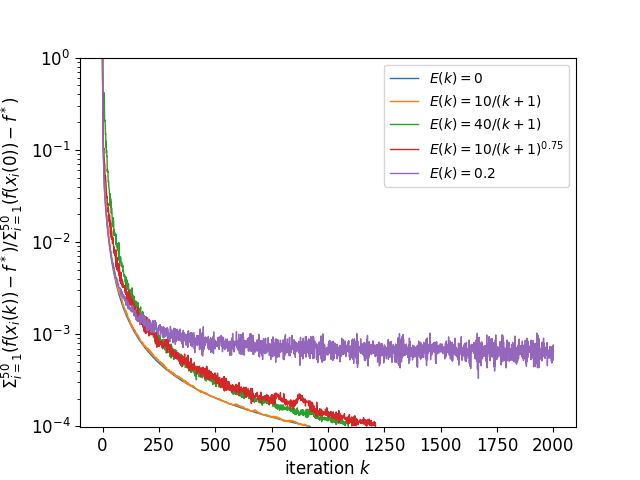 10^0
10^{-1}
10^{-2}
10^{-3}
10^{-4}
Σ_{i=1}^{50}(f(x_i(k)) − f*)/Σ_{i=1}^{50}(f(x_i(0)) − f*)
E(k) = 0
E(k) = 10/(k + 1)
E(k) = 40/(k + 1)
E(k) = 10/(k + 1)^{0.75}
E(k) = 0.2
0 250 500 750 1000 1250 1500 1750 2000
iteration k